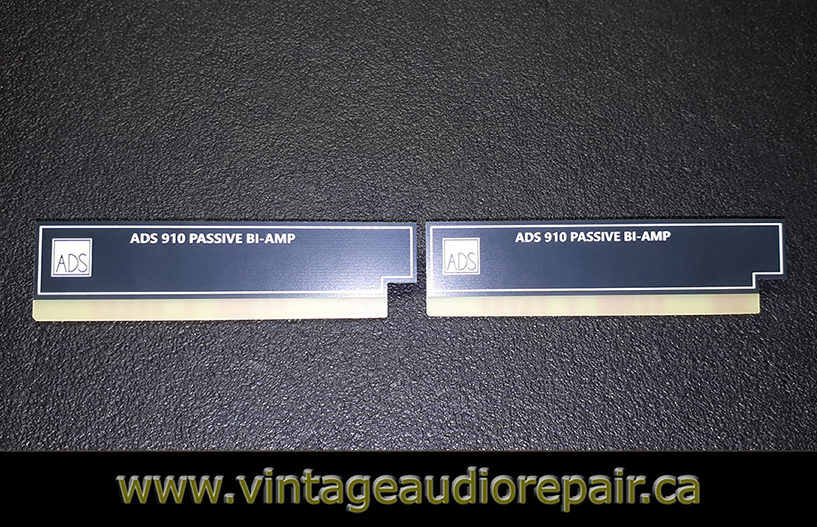 ADS
ADS 910 PASSIVE BI-AMP
ADS
ADS 910 PASSIVE BI-AMP
www.vintageaudiorepair.ca